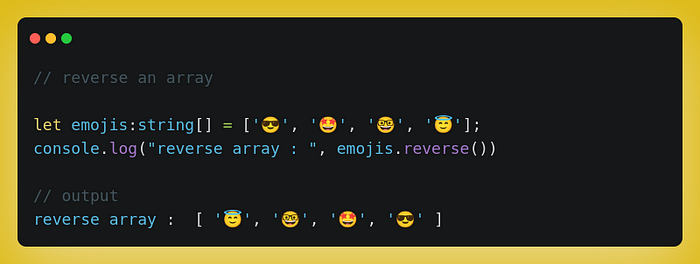 // reverse an array
let emojis:string[] = ['😎', '🤩', '🤓', '😇'];
console.log("reverse array : ", emojis.reverse())
// output
reverse array :  [ '😇', '🤓', '🤩', '😎' ]